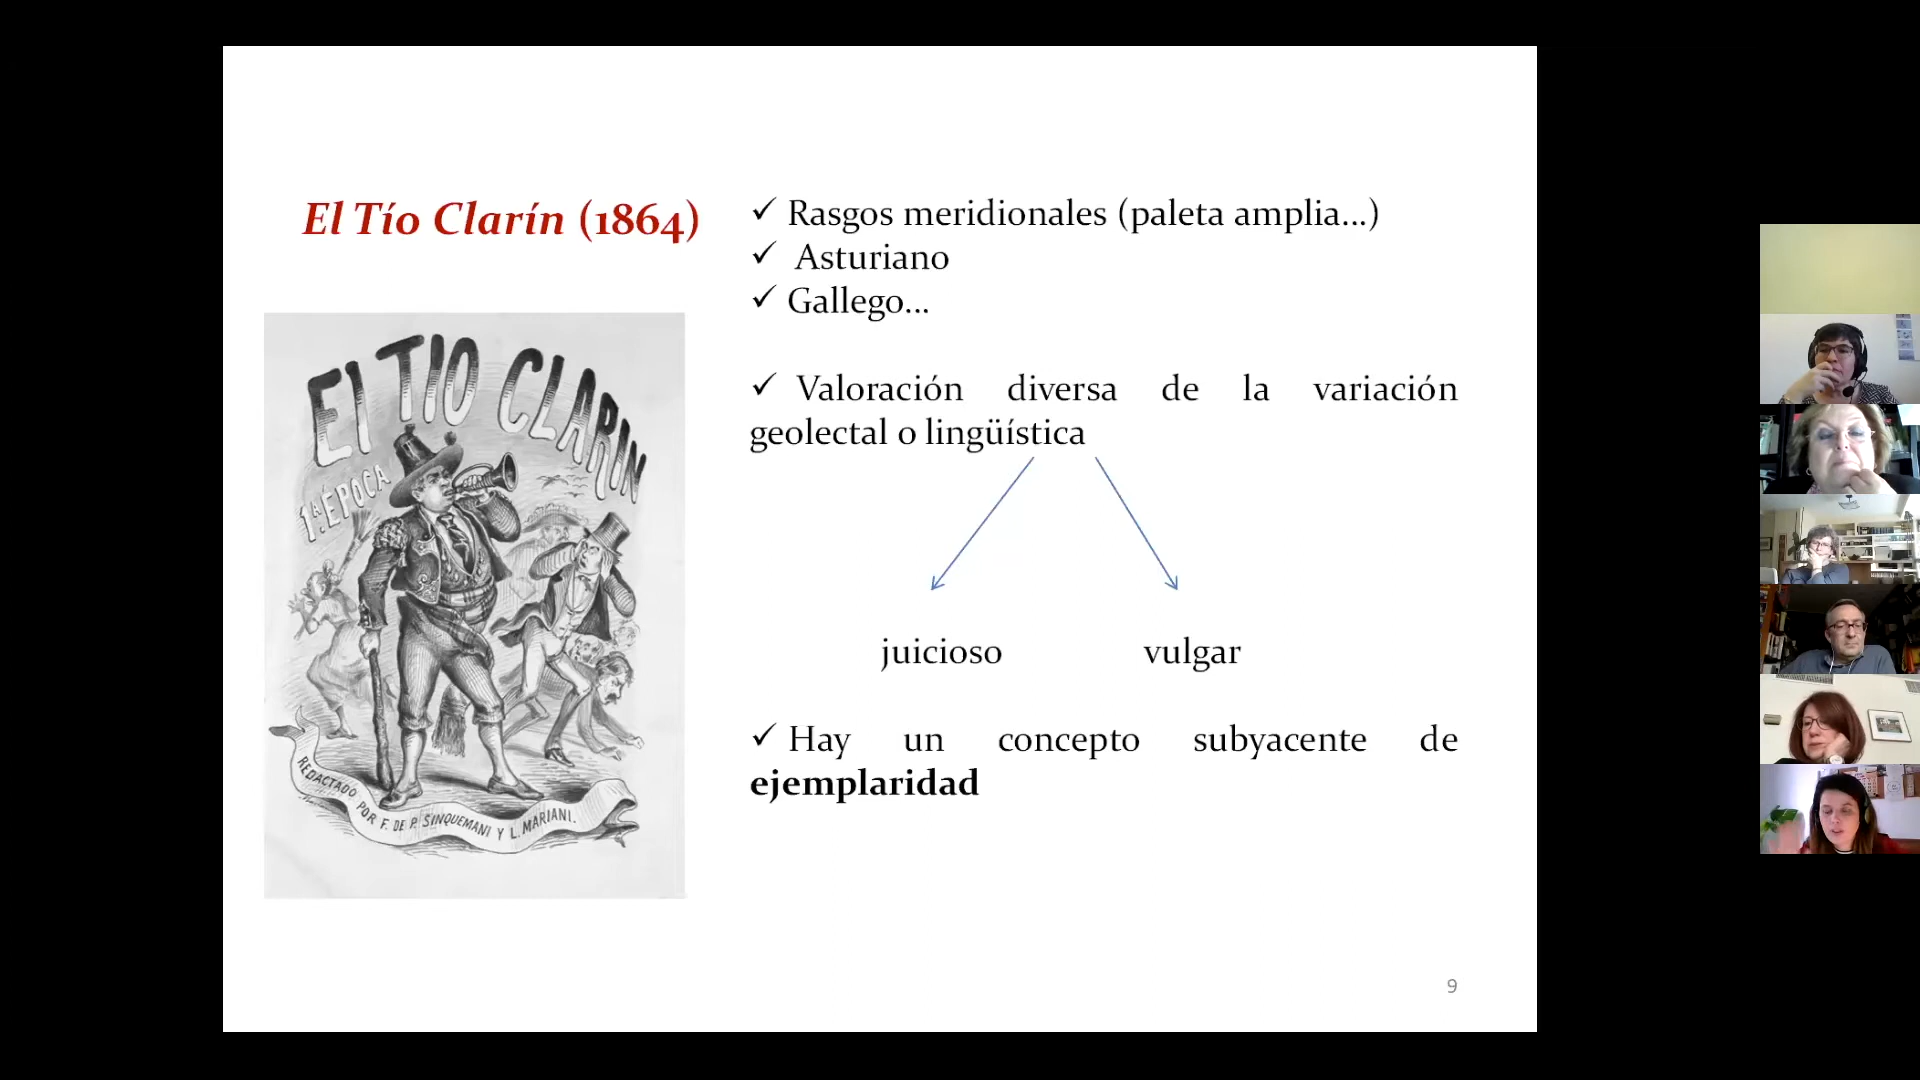 El Tío Clarín (1864)
EL TIO CLARIN
1ª. ÉPOCA
REDACTADO POR F. DE P. SINQUEMANI Y L. MARIANI.
✓ Rasgos meridionales (paleta amplia...)
✓ Asturiano
✓ Gallego...
✓ Valoración diversa de la variación
geolectal o lingüística
juicioso vulgar
✓ Hay un concepto subyacente de
ejemplaridad
9